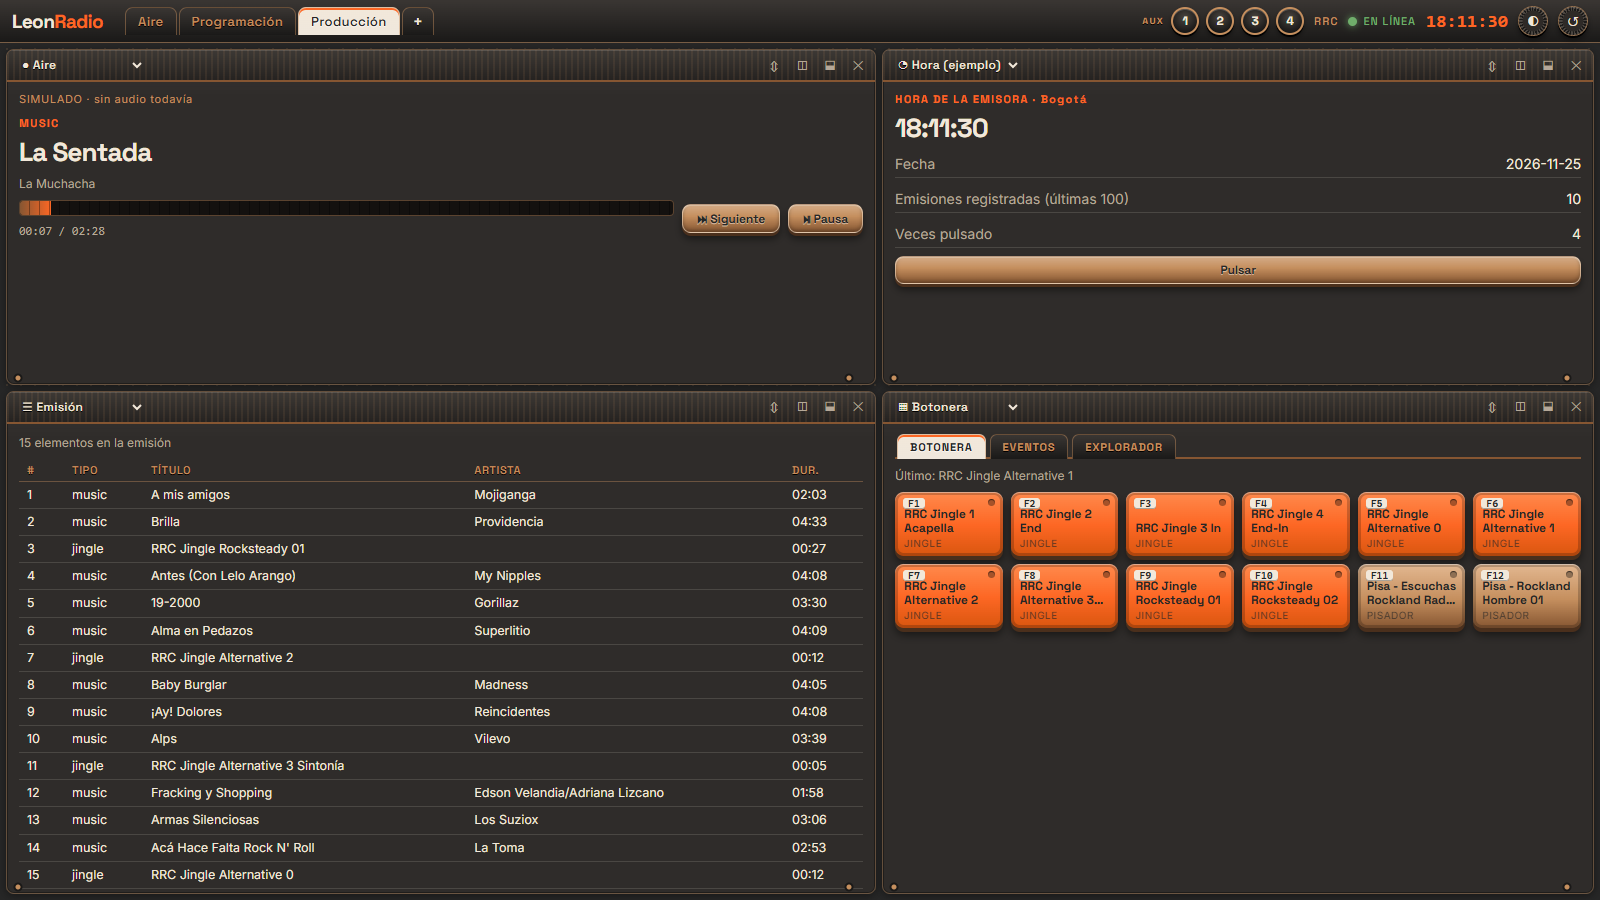 LeonRadio Aire Programación Producción + AUX 1 2 3 4 RRC EN LÍNEA 18:11:30
Aire
SIMULADO · sin audio todavía
MUSIC
La Sentada
La Muchacha
Siguiente Pausa
00:07 / 02:28
Hora (ejemplo)
HORA DE LA EMISORA · Bogotá
18:11:30
Fecha 2026-11-25
Emisiones registradas (últimas 100) 10
Veces pulsado 4
Pulsar
Emisión
15 elementos en la emisión
# TIPO TÍTULO ARTISTA DUR.
1 music A mis amigos Mojiganga 02:03
2 music Brilla Providencia 04:33
3 jingle RRC Jingle Rocksteady 01 00:27
4 music Antes (Con Lelo Arango) My Nipples 04:08
5 music 19-2000 Gorillaz 03:30
6 music Alma en Pedazos Superlitio 04:09
7 jingle RRC Jingle Alternative 2 00:12
8 music Baby Burglar Madness 04:05
9 music ¡Ay! Dolores Reincidentes 04:08
10 music Alps Vilevo 03:39
11 jingle RRC Jingle Alternative 3 Sintonía 00:05
12 music Fracking y Shopping Edson Velandia/Adriana Lizcano 01:58
13 music Armas Silenciosas Los Suziox 03:06
14 music Acá Hace Falta Rock N' Roll La Toma 02:53
15 jingle RRC Jingle Alternative 0 00:12
Botonera
BOTONERA EVENTOS EXPLORADOR
Último: RRC Jingle Alternative 1
F1 F2 F3 F4 F5 F6
RRC Jingle 1 RRC Jingle 2 RRC Jingle 4 RRC Jingle RRC Jingle
Acapella End RRC Jingle 3 In End-In Alternative 0 Alternative 1
JINGLE JINGLE JINGLE JINGLE JINGLE JINGLE
F7 F8 F9 F10 F11 F12
RRC Jingle RRC Jingle RRC Jingle RRC Jingle Pisa - Escuchas Pisa - Rockland
Alternative 2 Alternative 3... Rocksteady 01 Rocksteady 02 Rockland Rad... Hombre 01
JINGLE JINGLE JINGLE JINGLE PISADOR PISADOR